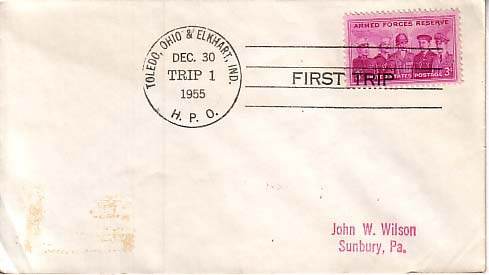 TOLEDO, OHIO & ELKHART, IND.
DEC. 30
TRIP 1
1955
H. P. O.
ARMED FORCES RESERVE
FIRST TRIP
STATES POSTAGE 3¢
John W. Wilson
Sunbury, Pa.